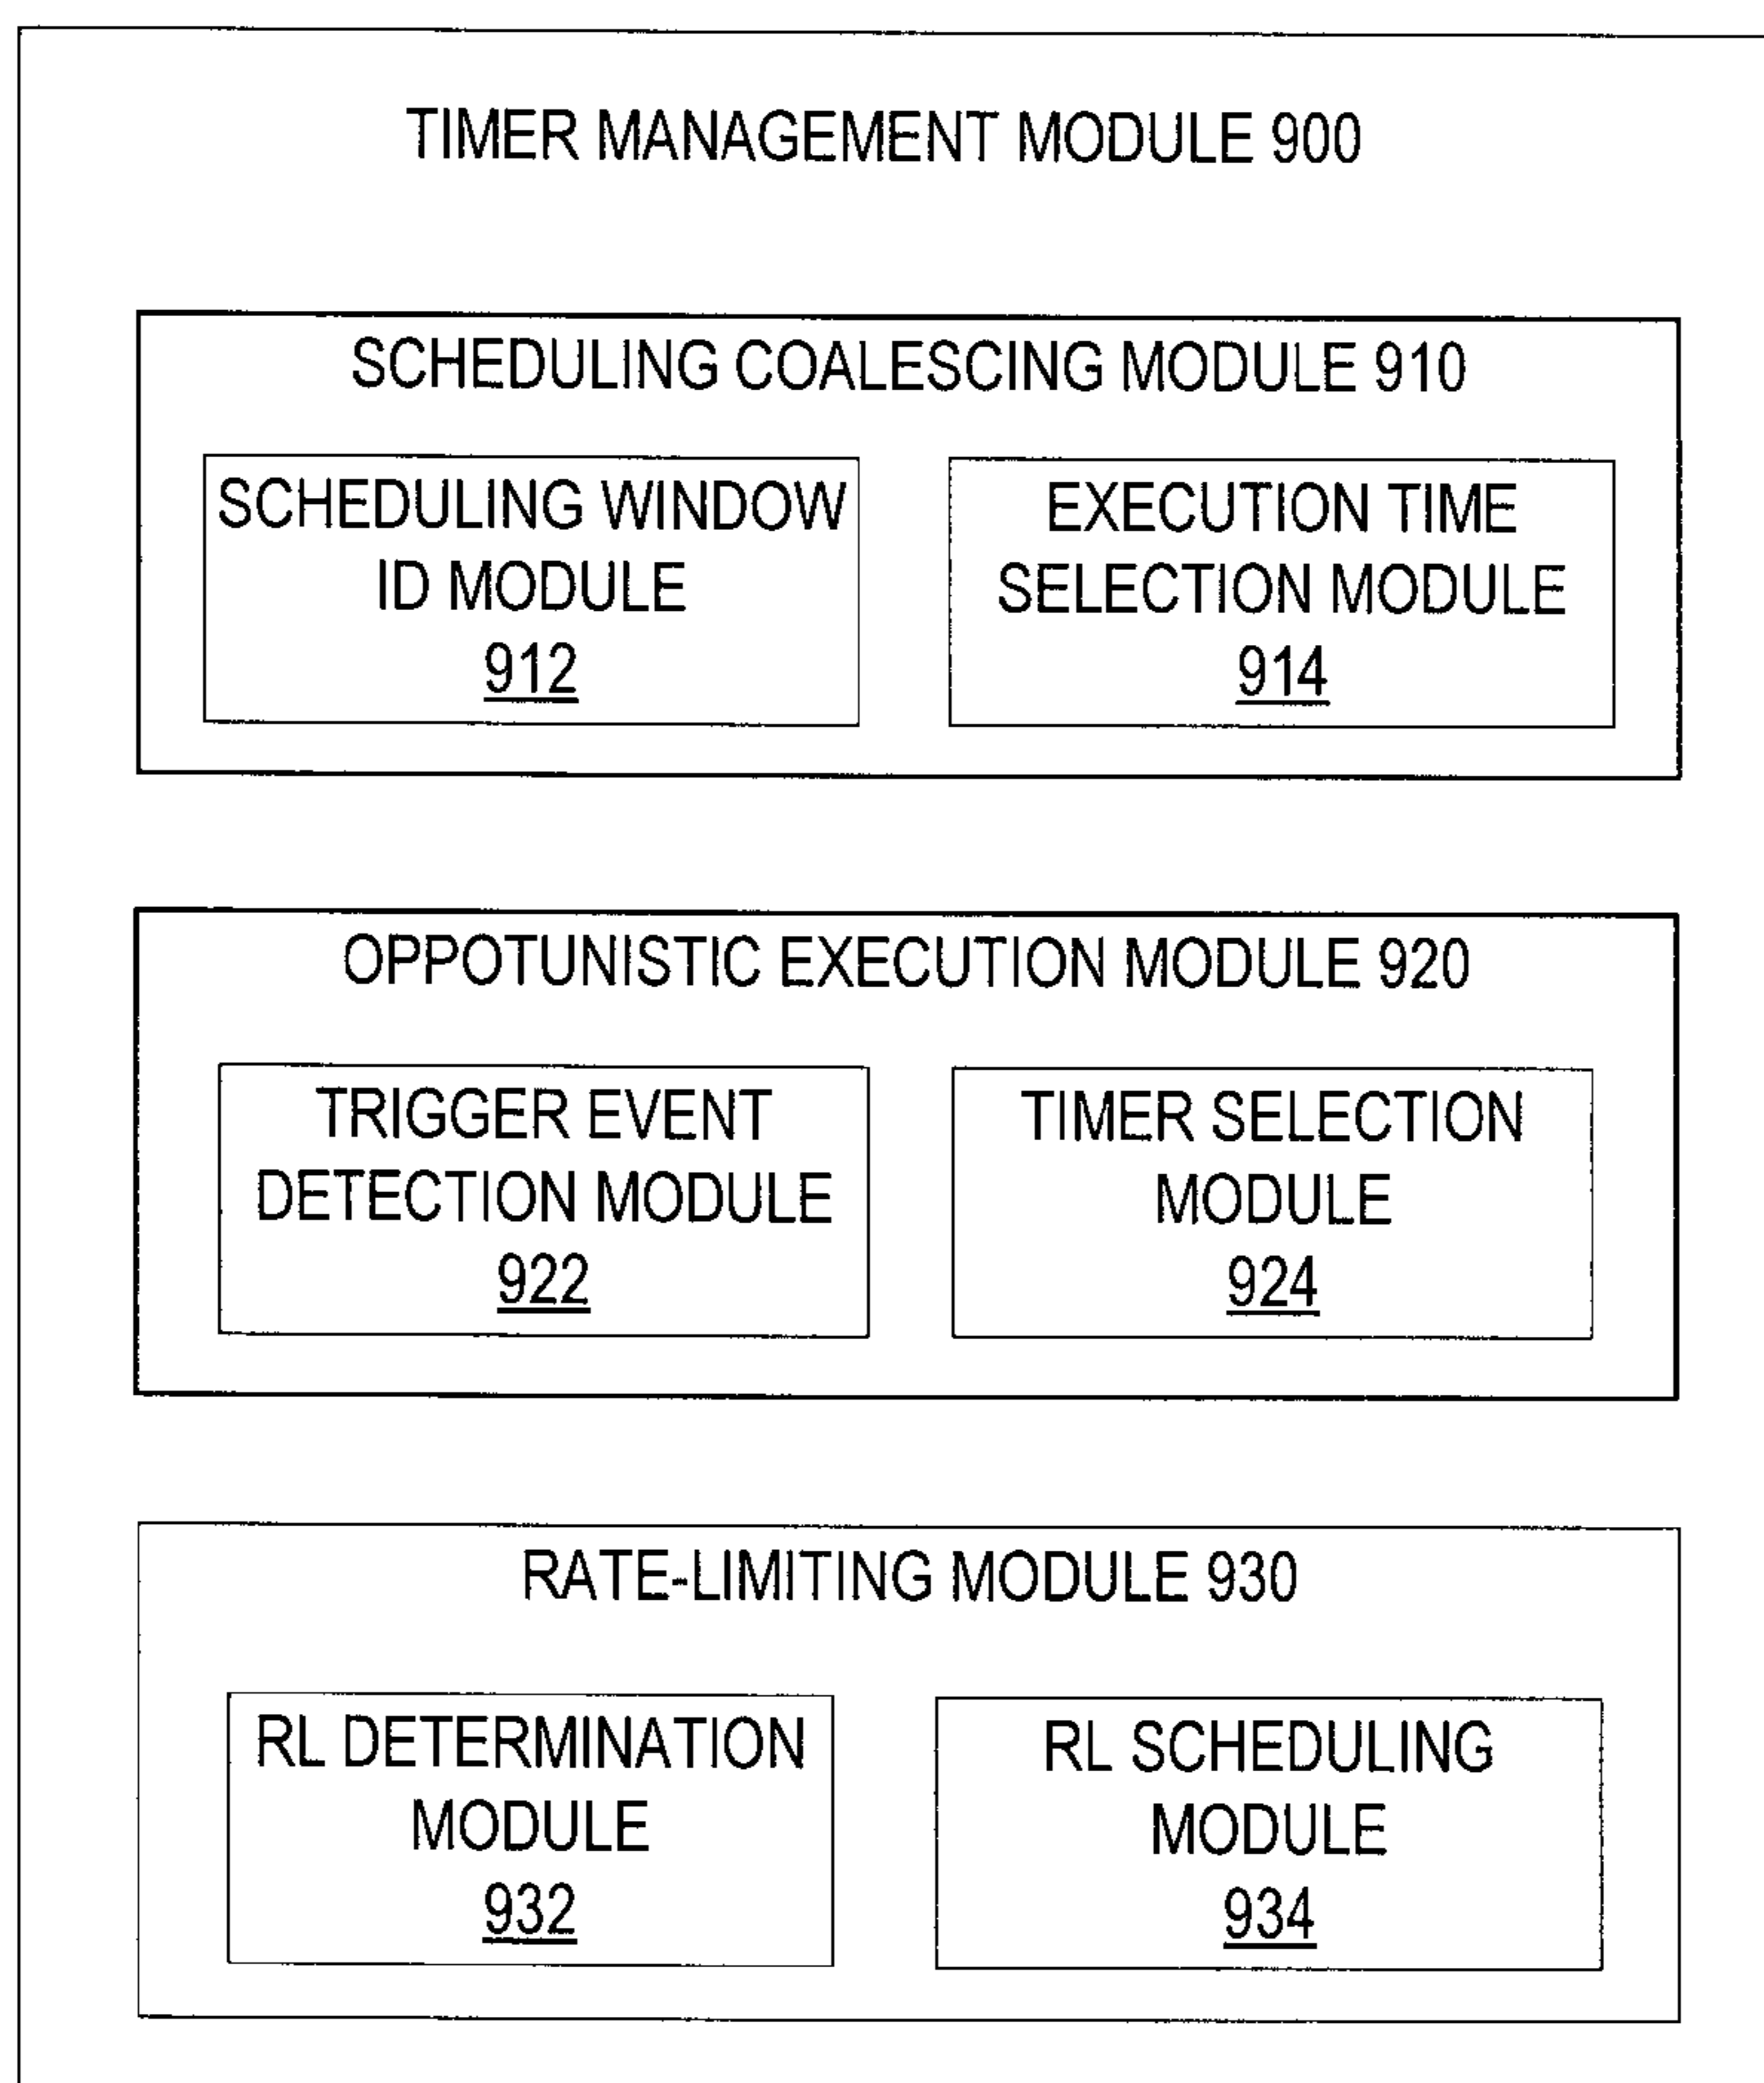 TIMER MANAGEMENT MODULE 900
SCHEDULING COALESCING MODULE 910
SCHEDULING WINDOW
ID MODULE
912
EXECUTION TIME
SELECTION MODULE
914
OPPOTUNISTIC EXECUTION MODULE 920
TRIGGER EVENT
DETECTION MODULE
922
TIMER SELECTION
MODULE
924
RATE-LIMITING MODULE 930
RL DETERMINATION
MODULE
932
RL SCHEDULING
MODULE
934